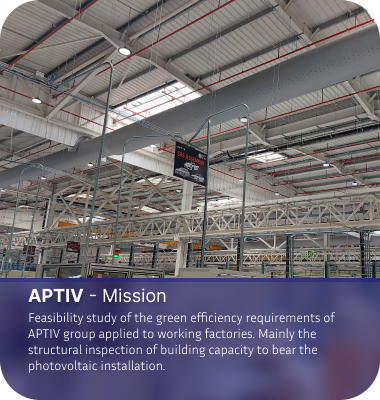 APTIV - Mission
Feasibility study of the green efficiency requirements of
APTIV group applied to working factories. Mainly the
structural inspection of building capacity to bear the
photovoltaic installation.